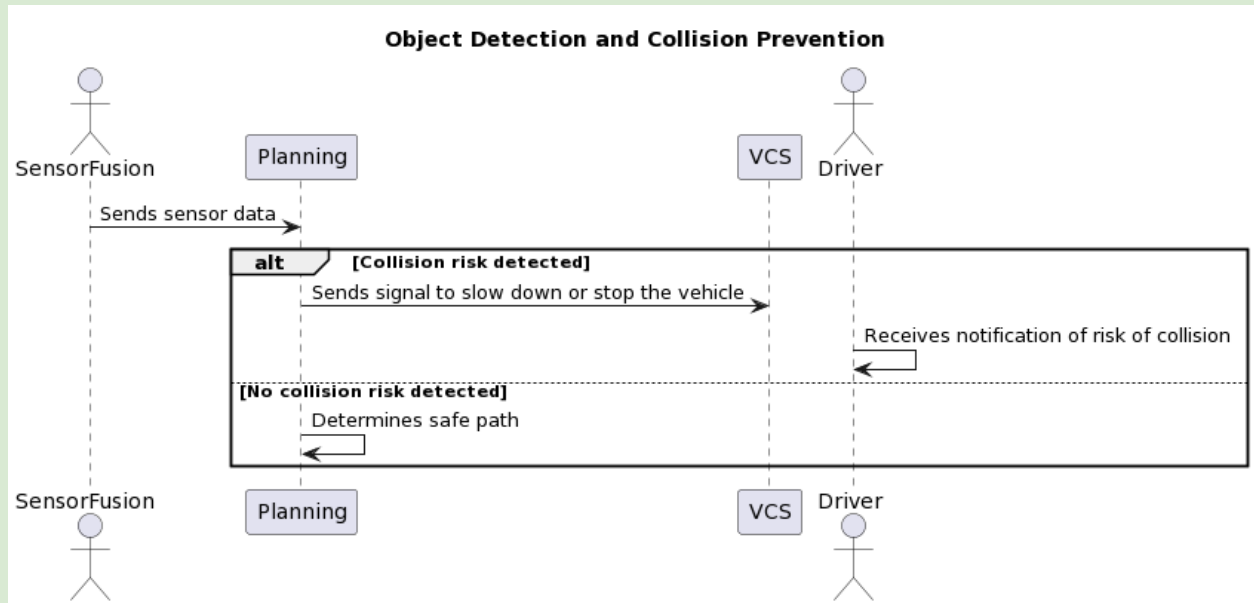 Object Detection and Collision Prevention
SensorFusion
Planning
VCS
Driver
Sends sensor data
alt
[Collision risk detected]
Sends signal to slow down or stop the vehicle
Receives notification of risk of collision
[No collision risk detected]
Determines safe path
SensorFusion
Planning
VCS
Driver